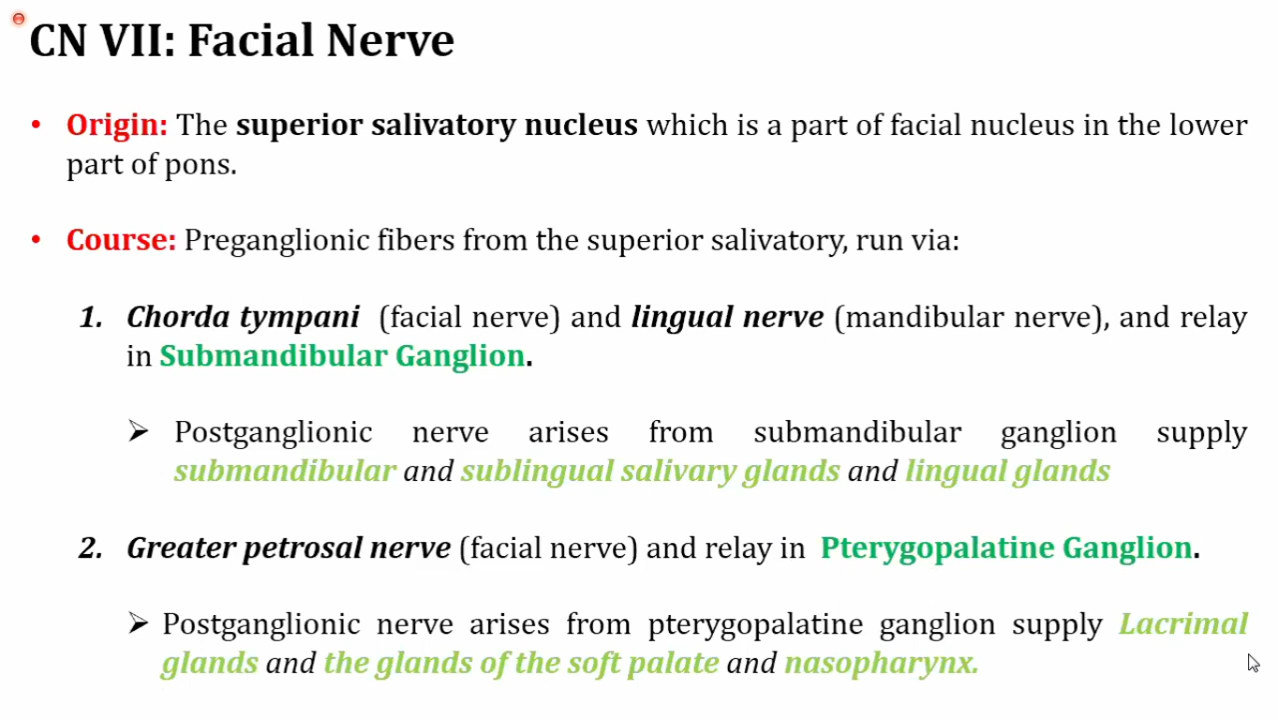 CN VII: Facial Nerve
• Origin: The superior salivatory nucleus which is a part of facial nucleus in the lower
part of pons.
• Course: Preganglionic fibers from the superior salivatory, run via:
1. Chorda tympani (facial nerve) and lingual nerve (mandibular nerve), and relay
in Submandibular Ganglion.
➢ Postganglionic nerve arises from submandibular ganglion supply
submandibular and sublingual salivary glands and lingual glands
2. Greater petrosal nerve (facial nerve) and relay in Pterygopalatine Ganglion.
➢ Postganglionic nerve arises from pterygopalatine ganglion supply Lacrimal
glands and the glands of the soft palate and nasopharynx.